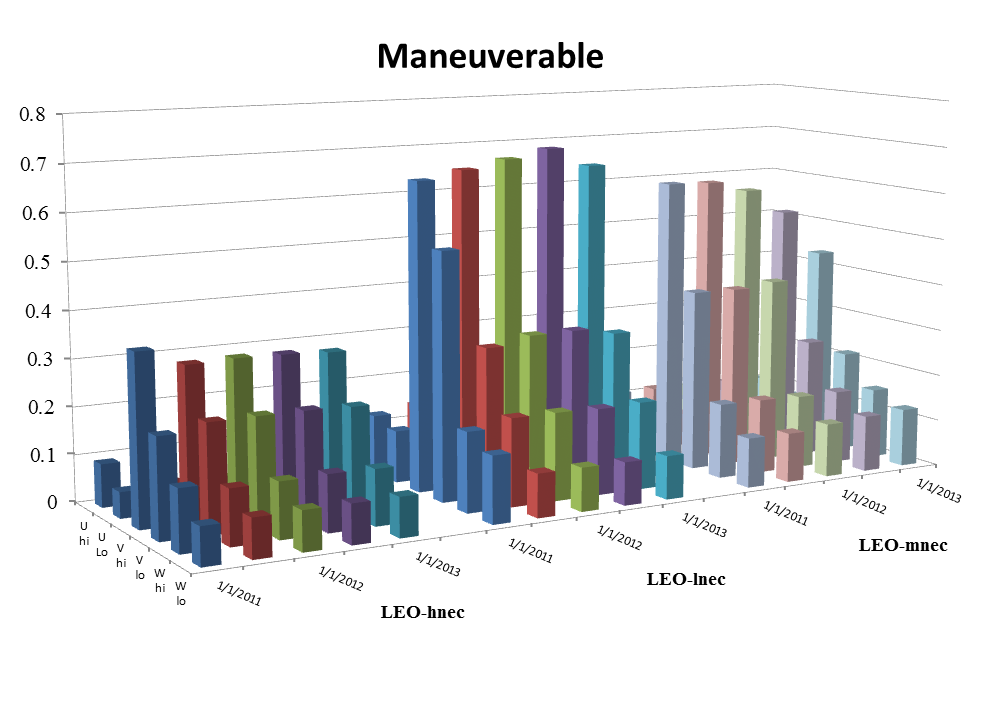 Maneuverable
0.8
0.7
0.6
0.5
0.4
0.3
0.2
0.1
0
U
hi
U
Lo
V
hi
V
lo
W
hi
W
lo
1/1/2011
1/1/2012
1/1/2013
1/1/2011
1/1/2012
1/1/2013
1/1/2011
1/1/2012
1/1/2013
LEO-hnec
LEO-lnec
LEO-mnec